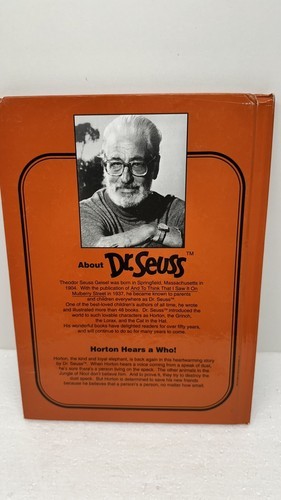 About Dr. Seuss™
Theodor Seuss Geisel was born in Springfield, Massachusetts in
1904. With the publication of And To Think That I Saw It On
Mulberry Street in 1937, he became known to parents
and children everywhere as Dr. Seuss™.
One of the best-loved children's authors of all time, he wrote
and illustrated more than 48 books. Dr. Seuss™ introduced the
world to such lovable characters as Horton, the Grinch,
the Lorax, and the Cat in the Hat.
His wonderful books have delighted readers for over fifty years,
and will continue to do so for many years to come.
Horton Hears a Who!
Horton, the kind and loyal elephant, is back again in this heartwarming story
by Dr. Seuss™. When Horton hears a voice coming from a speck of dust,
he's sure there's a person living on the speck. The other animals in the
Jungle of Nool don't believe him. And to prove it, they try to destroy the
dust speck. But Horton is determined to save his new friends
because he believes that a person's a person, no matter how small.